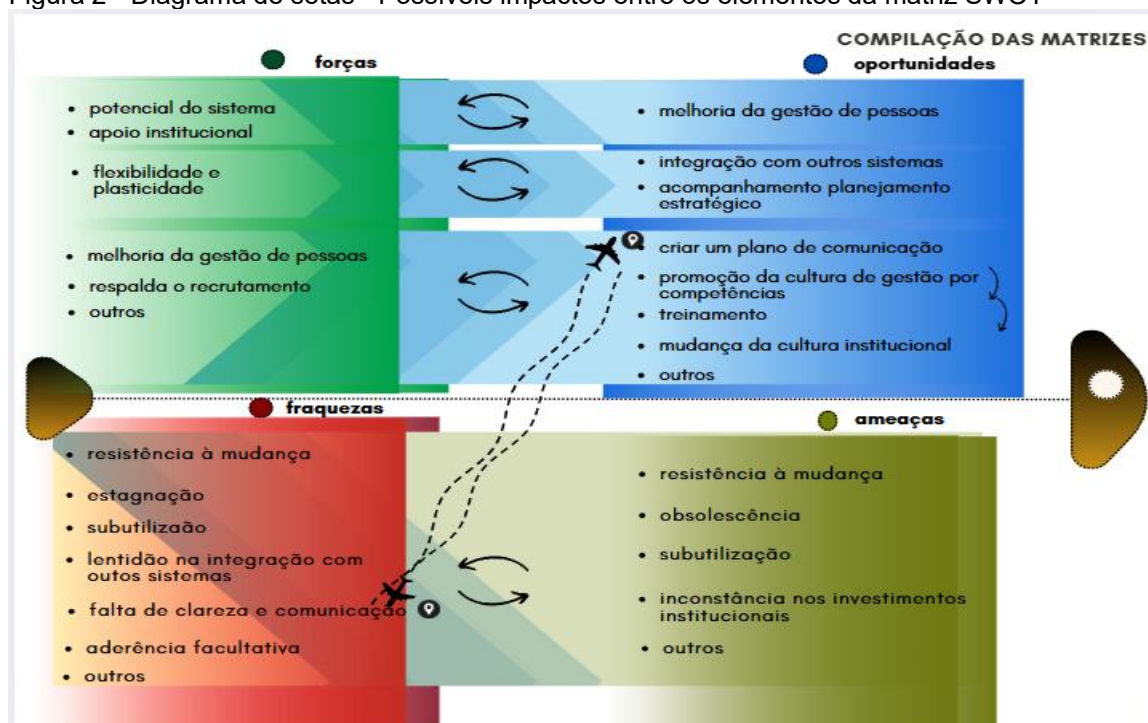 Figura 2 - Diagrama de setas - Possíveis impactos entre os elementos da matriz SWOT
COMPILAÇÃO DAS MATRIZES
forças
• potencial do sistema
• apoio institucional
• flexibilidade e
plasticidade
• melhoria da gestão de pessoas
• respalda o recrutamento
• outros
oportunidades
• melhoria da gestão de pessoas
• integração com outros sistemas
• acompanhamento planejamento
estratégico
• criar um plano de comunicação
• promoção da cultura de gestão por
competências
• treinamento
• mudança da cultura institucional
• outros
fraquezas
• resistência à mudança
• estagnação
• subutilizaão
• lentidão na integração com
outos sistemas
• falta de clareza e comunicação
• aderência facultativa
• outros
ameaças
• resistência à mudança
• obsolescência
• subutilização
• inconstância nos investimentos
institucionais
• outros